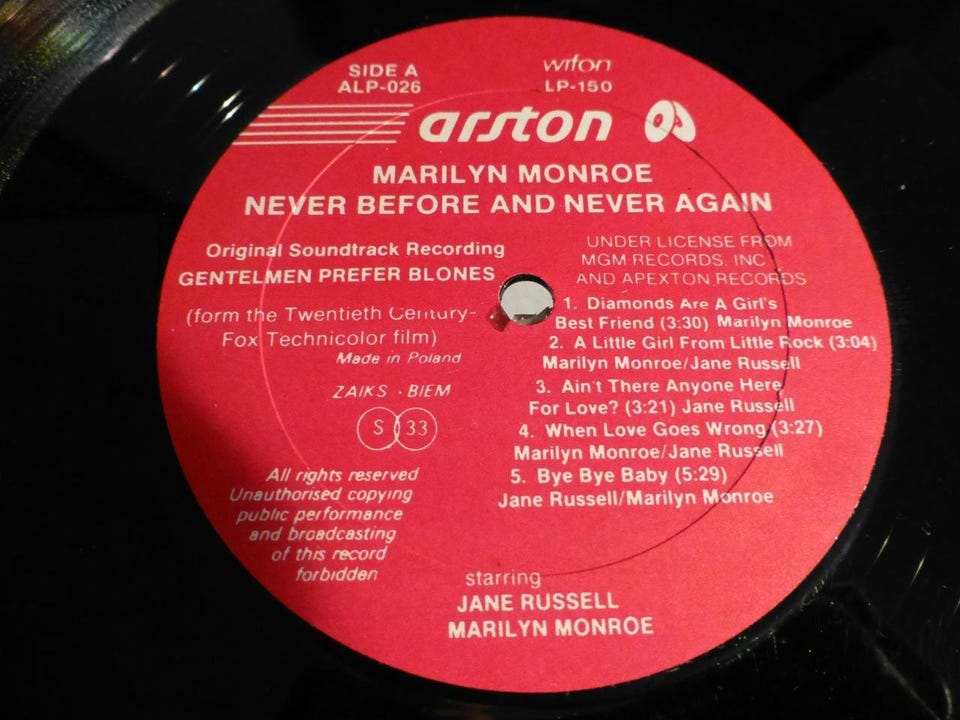 SIDE A
ALP-026
wifon
LP-150
arston
MARILYN MONROE
NEVER BEFORE AND NEVER AGAIN
Original Soundtrack Recording
GENTELMEN PREFER BLONES
(form the Twentieth Century-
Fox Technicolor film)
Made in Poland
ZAIKS · BIEM
S 33
All rights reserved
Unauthorised copying
public performance
and broadcasting
of this record
forbidden
UNDER LICENSE FROM
MGM RECORDS, INC
AND APEXTON RECORDS
1. Diamonds Are A Girl's
Best Friend (3:30) Marilyn Monroe
2. A Little Girl From Little Rock (3:04)
Marilyn Monroe/Jane Russell
3. Ain't There Anyone Here
For Love? (3:21) Jane Russell
4. When Love Goes Wrong (3:27)
Marilyn Monroe/Jane Russell
5. Bye Bye Baby (5:29)
Jane Russell/Marilyn Monroe
starring
JANE RUSSELL
MARILYN MONROE